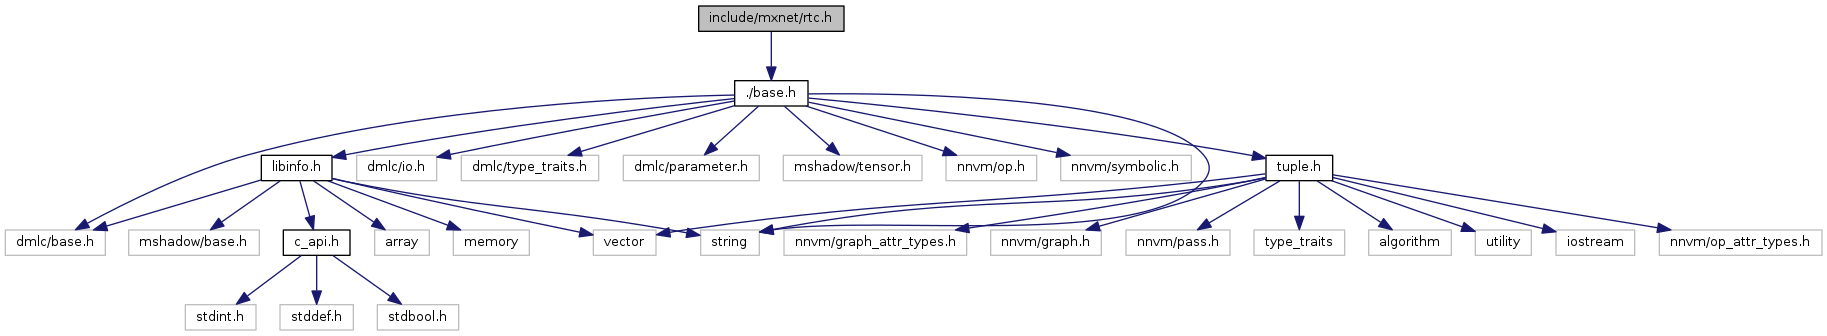 include/mxnet/rtc.h
./base.h
libinfo.h
dmlc/io.h
dmlc/type_traits.h
dmlc/parameter.h
mshadow/tensor.h
nnvm/op.h
nnvm/symbolic.h
tuple.h
dmlc/base.h
mshadow/base.h
c_api.h
array
memory
vector
string
nnvm/graph_attr_types.h
nnvm/graph.h
nnvm/pass.h
type_traits
algorithm
utility
iostream
nnvm/op_attr_types.h
stdint.h
stddef.h
stdbool.h